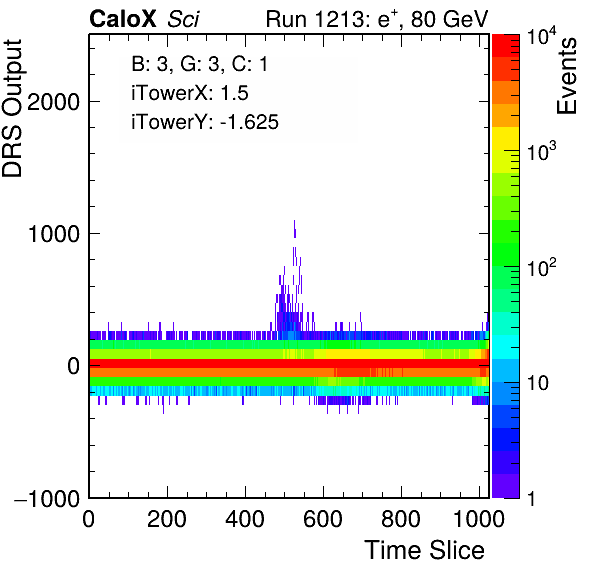 CaloX Sci Run 1213: e⁺, 80 GeV
B: 3, G: 3, C: 1
iTowerX: 1.5
iTowerY: -1.625
DRS Output
2000
1000
0
−1000
0 200 400 600 800 1000
Time Slice
Events
10⁴
10³
10²
10
1